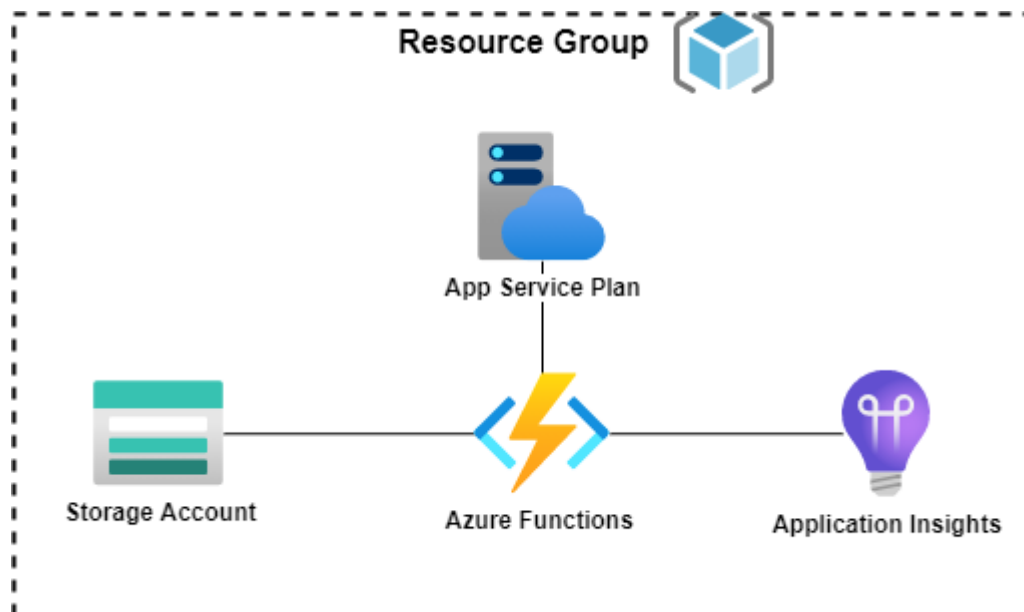 Resource Group
App Service Plan
Storage Account
Azure Functions
Application Insights